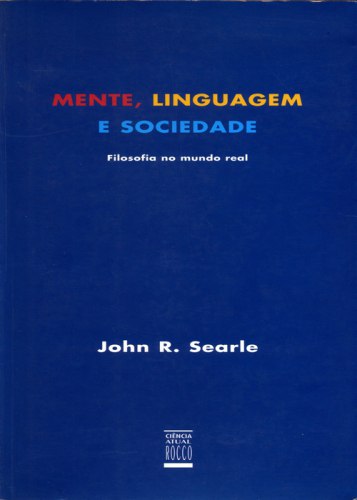 MENTE, LINGUAGEM
E SOCIEDADE
Filosofia no mundo real
John R. Searle
CIÊNCIA
ATUAL
ROCCO